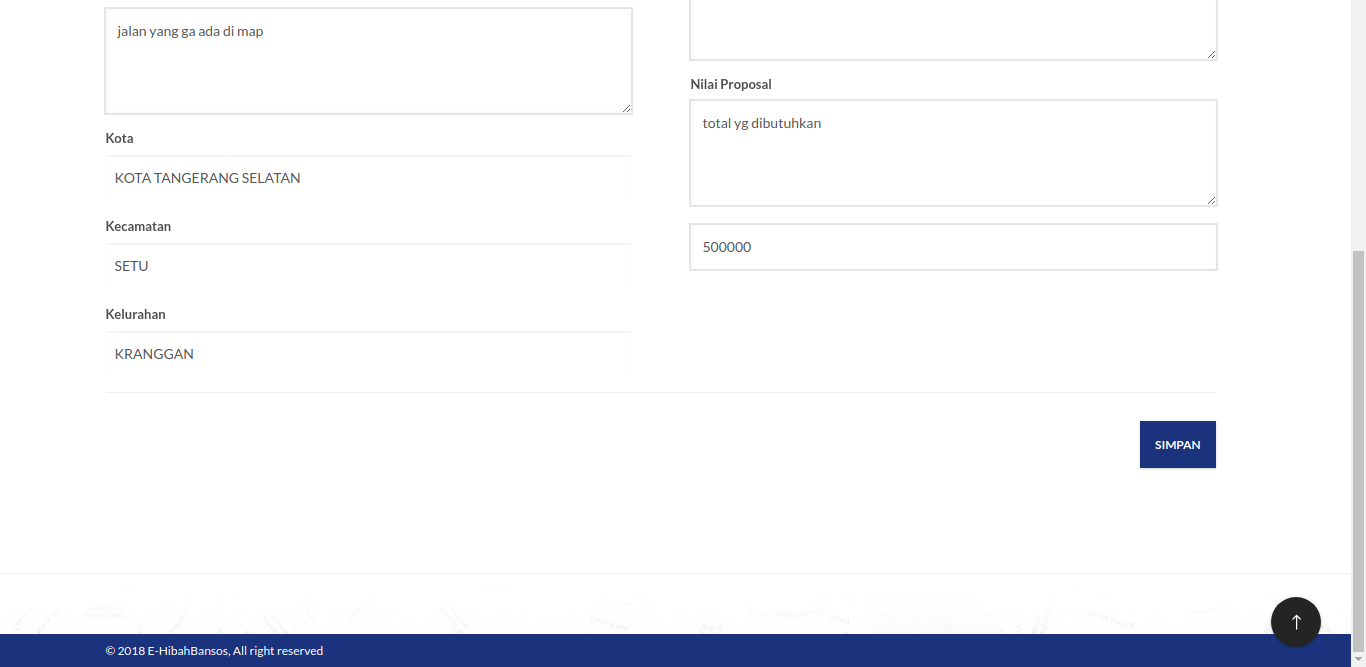 jalan yang ga ada di map
Kota
KOTA TANGERANG SELATAN
Kecamatan
SETU
Kelurahan
KRANGGAN
Nilai Proposal
total yg dibutuhkan
500000
SIMPAN
© 2018 E-HibahBansos, All right reserved